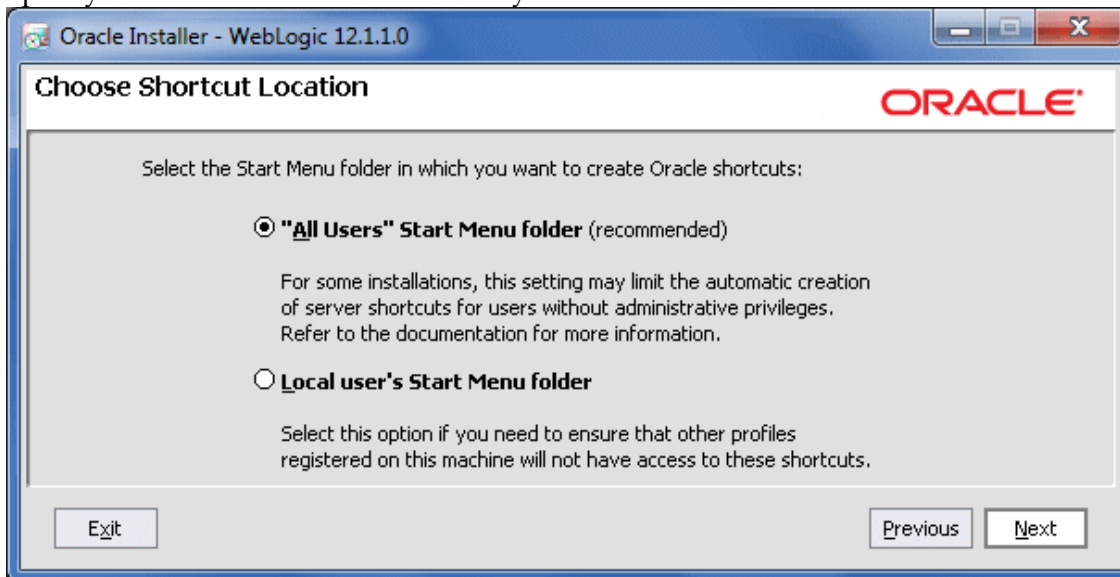 Oracle Installer - WebLogic 12.1.1.0
Choose Shortcut Location
ORACLE
Select the Start Menu folder in which you want to create Oracle shortcuts:
"All Users" Start Menu folder (recommended)
For some installations, this setting may limit the automatic creation
of server shortcuts for users without administrative privileges.
Refer to the documentation for more information.
Local user's Start Menu folder
Select this option if you need to ensure that other profiles
registered on this machine will not have access to these shortcuts.
Exit
Previous
Next